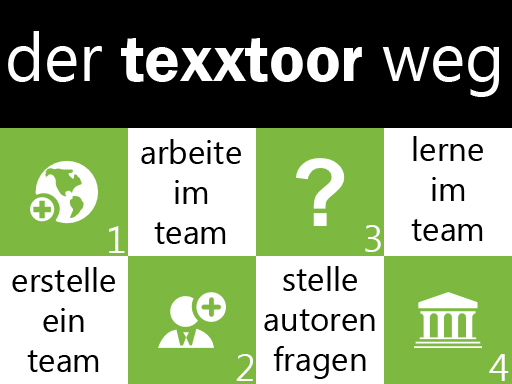 der texxtoor weg
1
erstelle
ein
team
arbeite
im
team
2
?
3
stelle
autoren
fragen
lerne
im
team
4